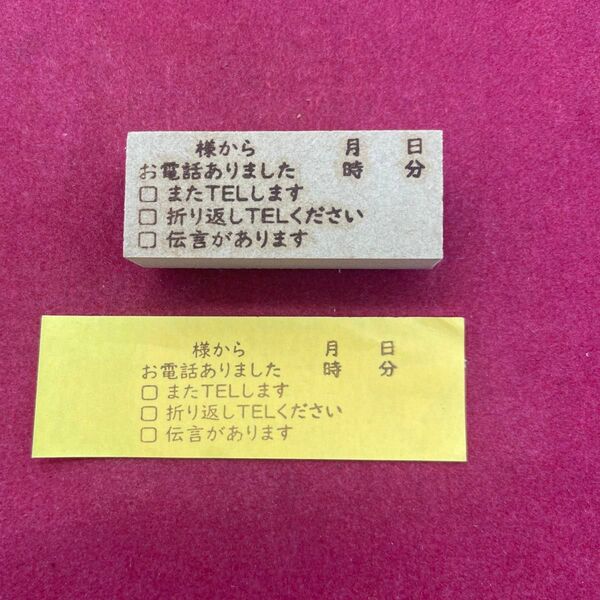 様から 月 日
お電話ありました 時 分
□ またTELします
□ 折り返しTELください
□ 伝言があります
様から 月 日
お電話ありました 時 分
□ またTELします
□ 折り返しTELください
□ 伝言があります